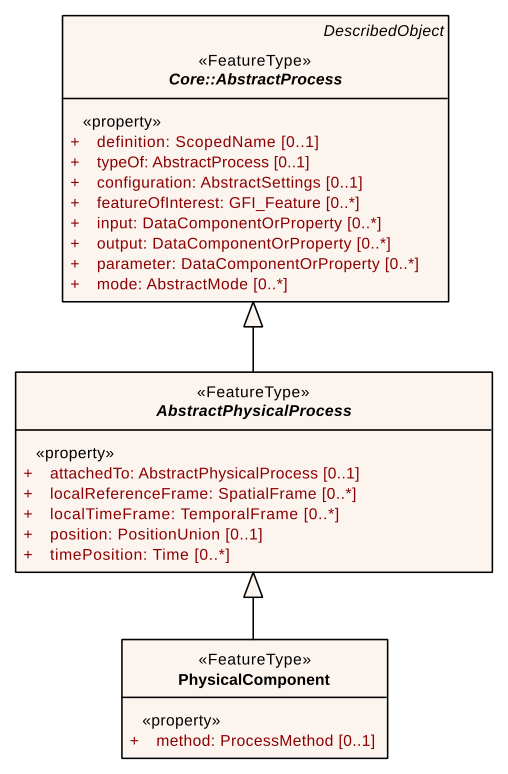 DescribedObject
«FeatureType»
Core::AbstractProcess
«property»
+ definition: ScopedName [0..1]
+ typeOf: AbstractProcess [0..1]
+ configuration: AbstractSettings [0..1]
+ featureOfInterest: GFI_Feature [0..*]
+ input: DataComponentOrProperty [0..*]
+ output: DataComponentOrProperty [0..*]
+ parameter: DataComponentOrProperty [0..*]
+ mode: AbstractMode [0..*]
«FeatureType»
AbstractPhysicalProcess
«property»
+ attachedTo: AbstractPhysicalProcess [0..1]
+ localReferenceFrame: SpatialFrame [0..*]
+ localTimeFrame: TemporalFrame [0..*]
+ position: PositionUnion [0..1]
+ timePosition: Time [0..*]
«FeatureType»
PhysicalComponent
«property»
+ method: ProcessMethod [0..1]